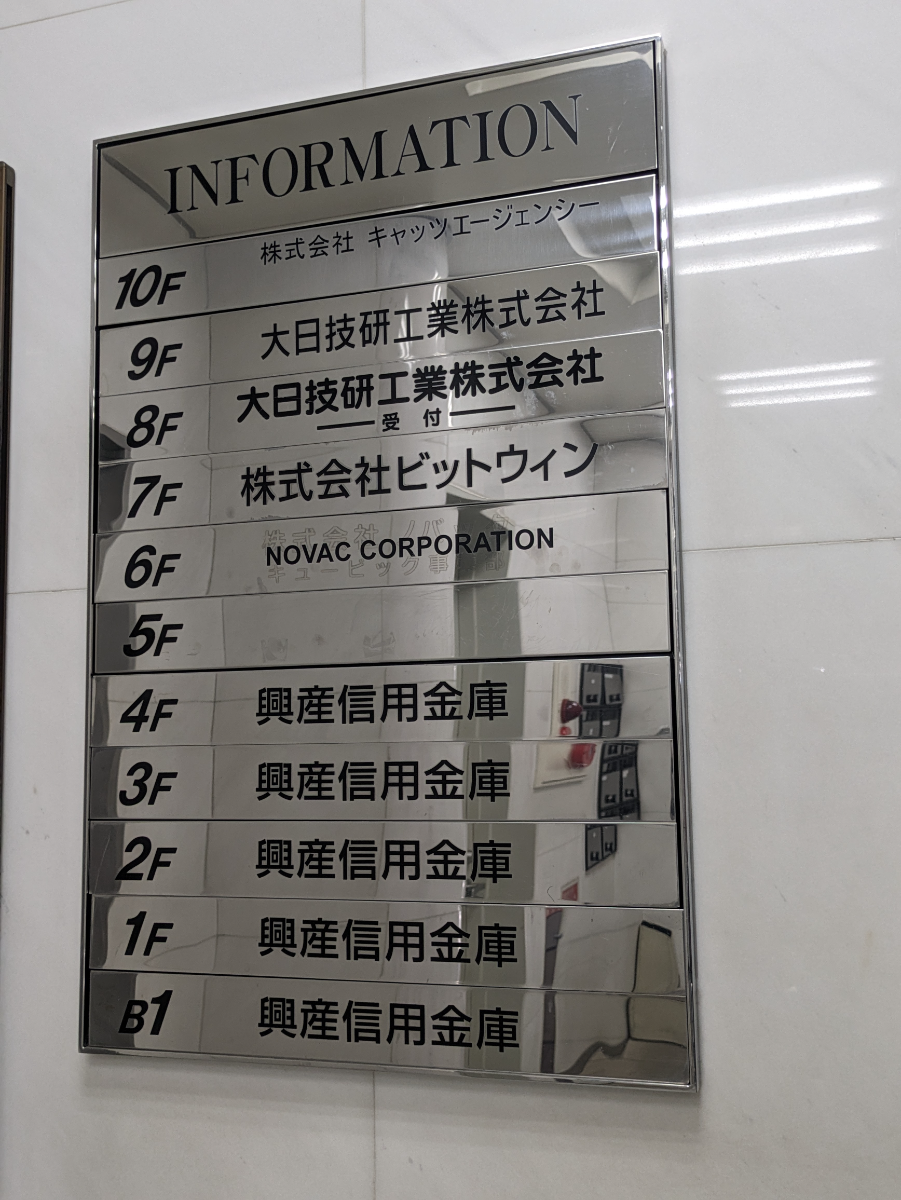 INFORMATION
10F 株式会社 キャッツエージェンシー
9F 大日技研工業株式会社
8F 大日技研工業株式会社
受付
7F 株式会社ビットウィン
6F NOVAC CORPORATION
5F
4F 興産信用金庫
3F 興産信用金庫
2F 興産信用金庫
1F 興産信用金庫
B1 興産信用金庫